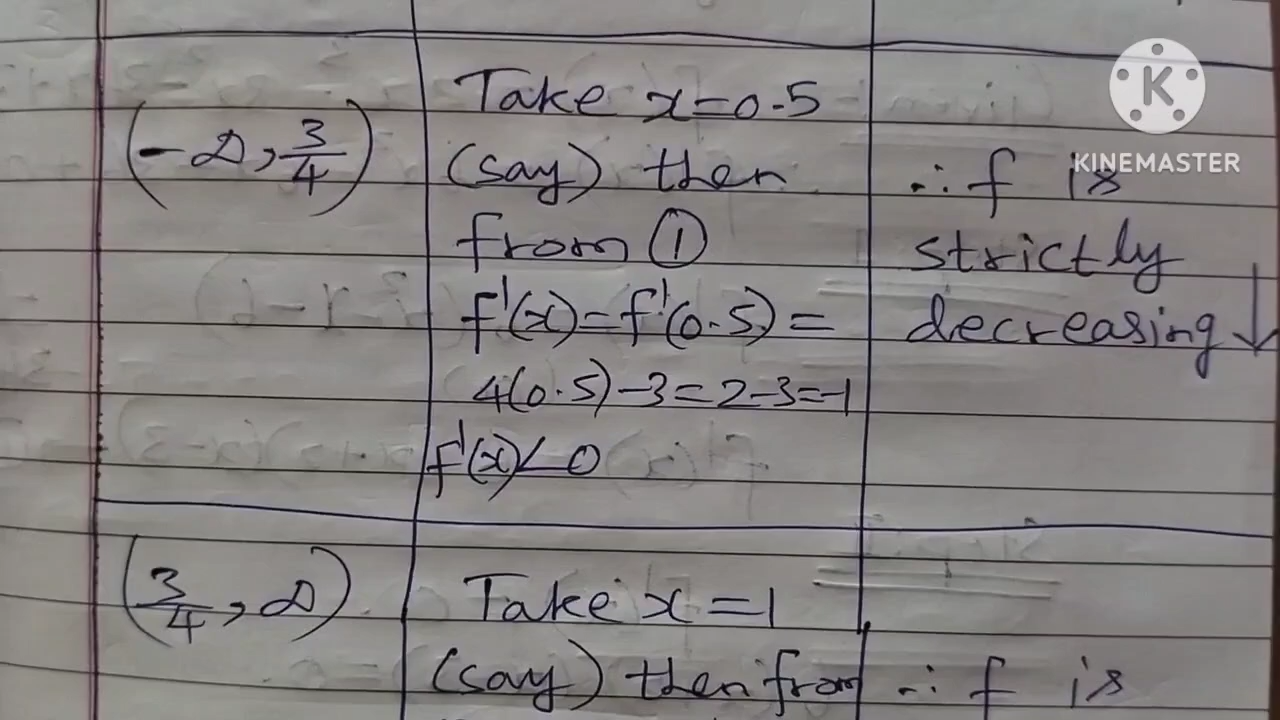 (-∞, 3/4)
Take x=0.5
(say) then
from ①
f'(x)=f'(0.5)=
4(0.5)-3=2-3=-1
f'(x)<0
∴ f is
strictly
decreasing ↓
(3/4, ∞)
Take x=1
(say) then from
∴ f is
K
KINEMASTER